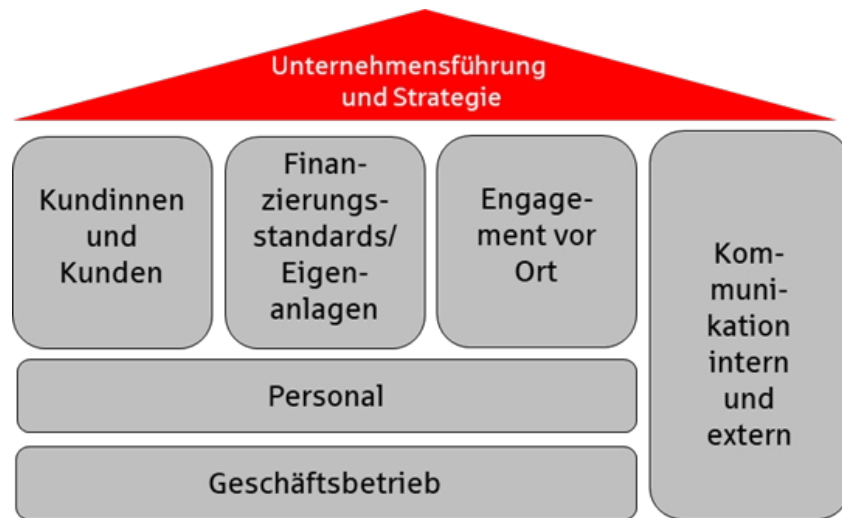 Unternehmensführung
und Strategie
Kundinnen
und
Kunden
Finan-
zierungs-
standards/
Eigen-
anlagen
Engage-
ment vor
Ort
Kom-
muni-
kation
intern
und
extern
Personal
Geschäftsbetrieb